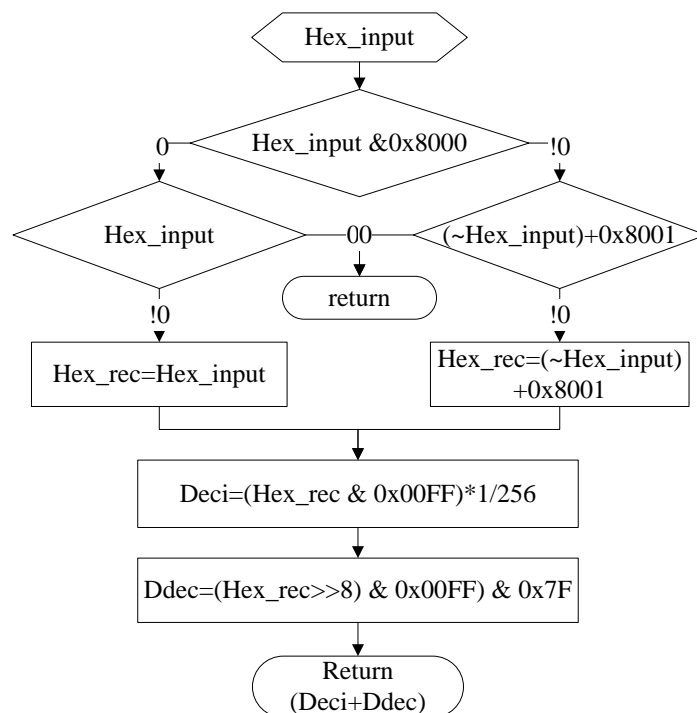 Hex_input
Hex_input &0x8000
0
!0
Hex_input
00
(~Hex_input)+0x8001
return
!0
!0
Hex_rec=Hex_input
Hex_rec=(~Hex_input)
+0x8001
Deci=(Hex_rec & 0x00FF)*1/256
Ddec=(Hex_rec>>8) & 0x00FF) & 0x7F
Return
(Deci+Ddec)